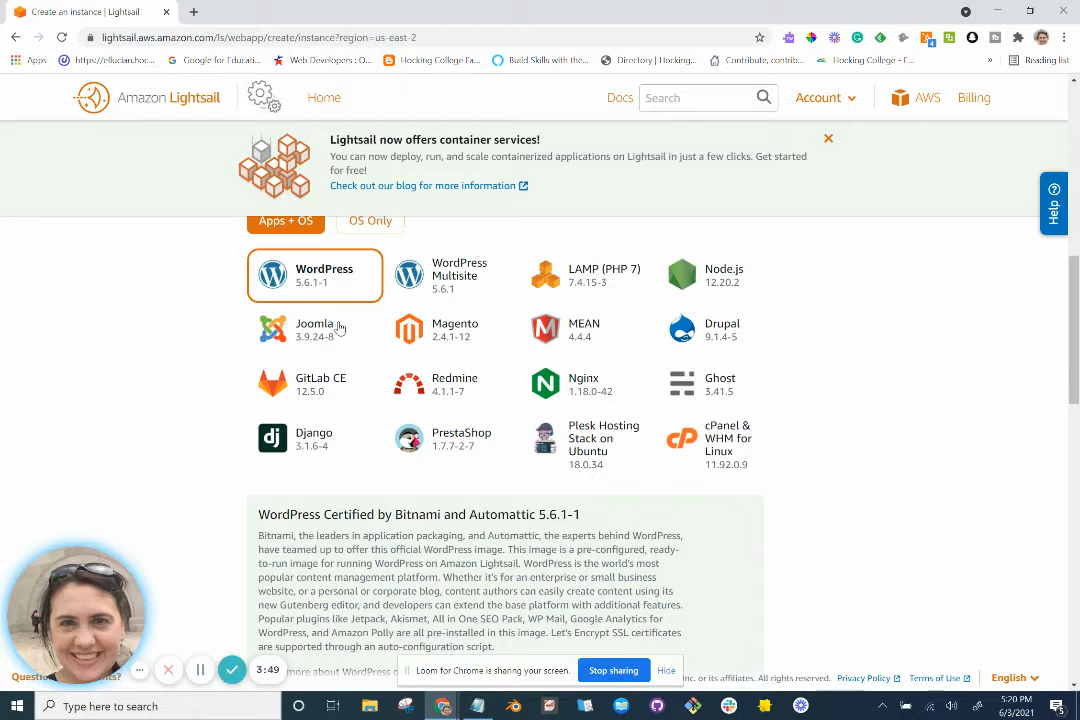 Create an instance | Lightsail
lightsail.aws.amazon.com/ls/webapp/create/instance?region=us-east-2
Apps
https://ellucian.hoc...
Google for Educati...
Web Developers : O...
Hocking College Fa...
Build Skills with the...
Directory | Hocking...
Contribute, contrib...
Hocking College - F...
»
Reading list
Amazon Lightsail
Home
Docs
Search
Account
AWS
Billing
Lightsail now offers container services!
You can now deploy, run, and scale containerized applications on Lightsail in just a few clicks. Get started
for free!
Check out our blog for more information
Help
Apps + OS
OS Only
WordPress
5.6.1-1
WordPress
Multisite
5.6.1
LAMP (PHP 7)
7.4.15-3
Node.js
12.20.2
Joomla
3.9.24-8
Magento
2.4.1-12
MEAN
4.4.4
Drupal
9.1.4-5
GitLab CE
12.5.0
Redmine
4.1.1-7
Nginx
1.18.0-42
Ghost
3.41.5
Django
3.1.6-4
PrestaShop
1.7.7-2-7
Plesk Hosting
Stack on
Ubuntu
18.0.34
cPanel &
WHM for
Linux
11.92.0.9
WordPress Certified by Bitnami and Automattic 5.6.1-1
Bitnami, the leaders in application packaging, and Automattic, the experts behind WordPress,
have teamed up to offer this official WordPress image. This image is a pre-configured, ready-
to-run image for running WordPress on Amazon Lightsail. WordPress is the world's most
popular content management platform. Whether it's for an enterprise or small business
website, or a personal or corporate blog, content authors can easily create content using its
new Gutenberg editor, and developers can extend the base platform with additional features.
Popular plugins like Jetpack, Akismet, All in One SEO Pack, WP Mail, Google Analytics for
WordPress, and Amazon Polly are all pre-installed in this image. Let's Encrypt SSL certificates
are supported through an auto-configuration script.
more about WordPress
3:49
Loom for Chrome is sharing your screen.
Stop sharing
Hide
Inc. or its affiliates. All rights reserved.
Privacy Policy
Terms of Use
English
Type here to search
5:20 PM
6/3/2021